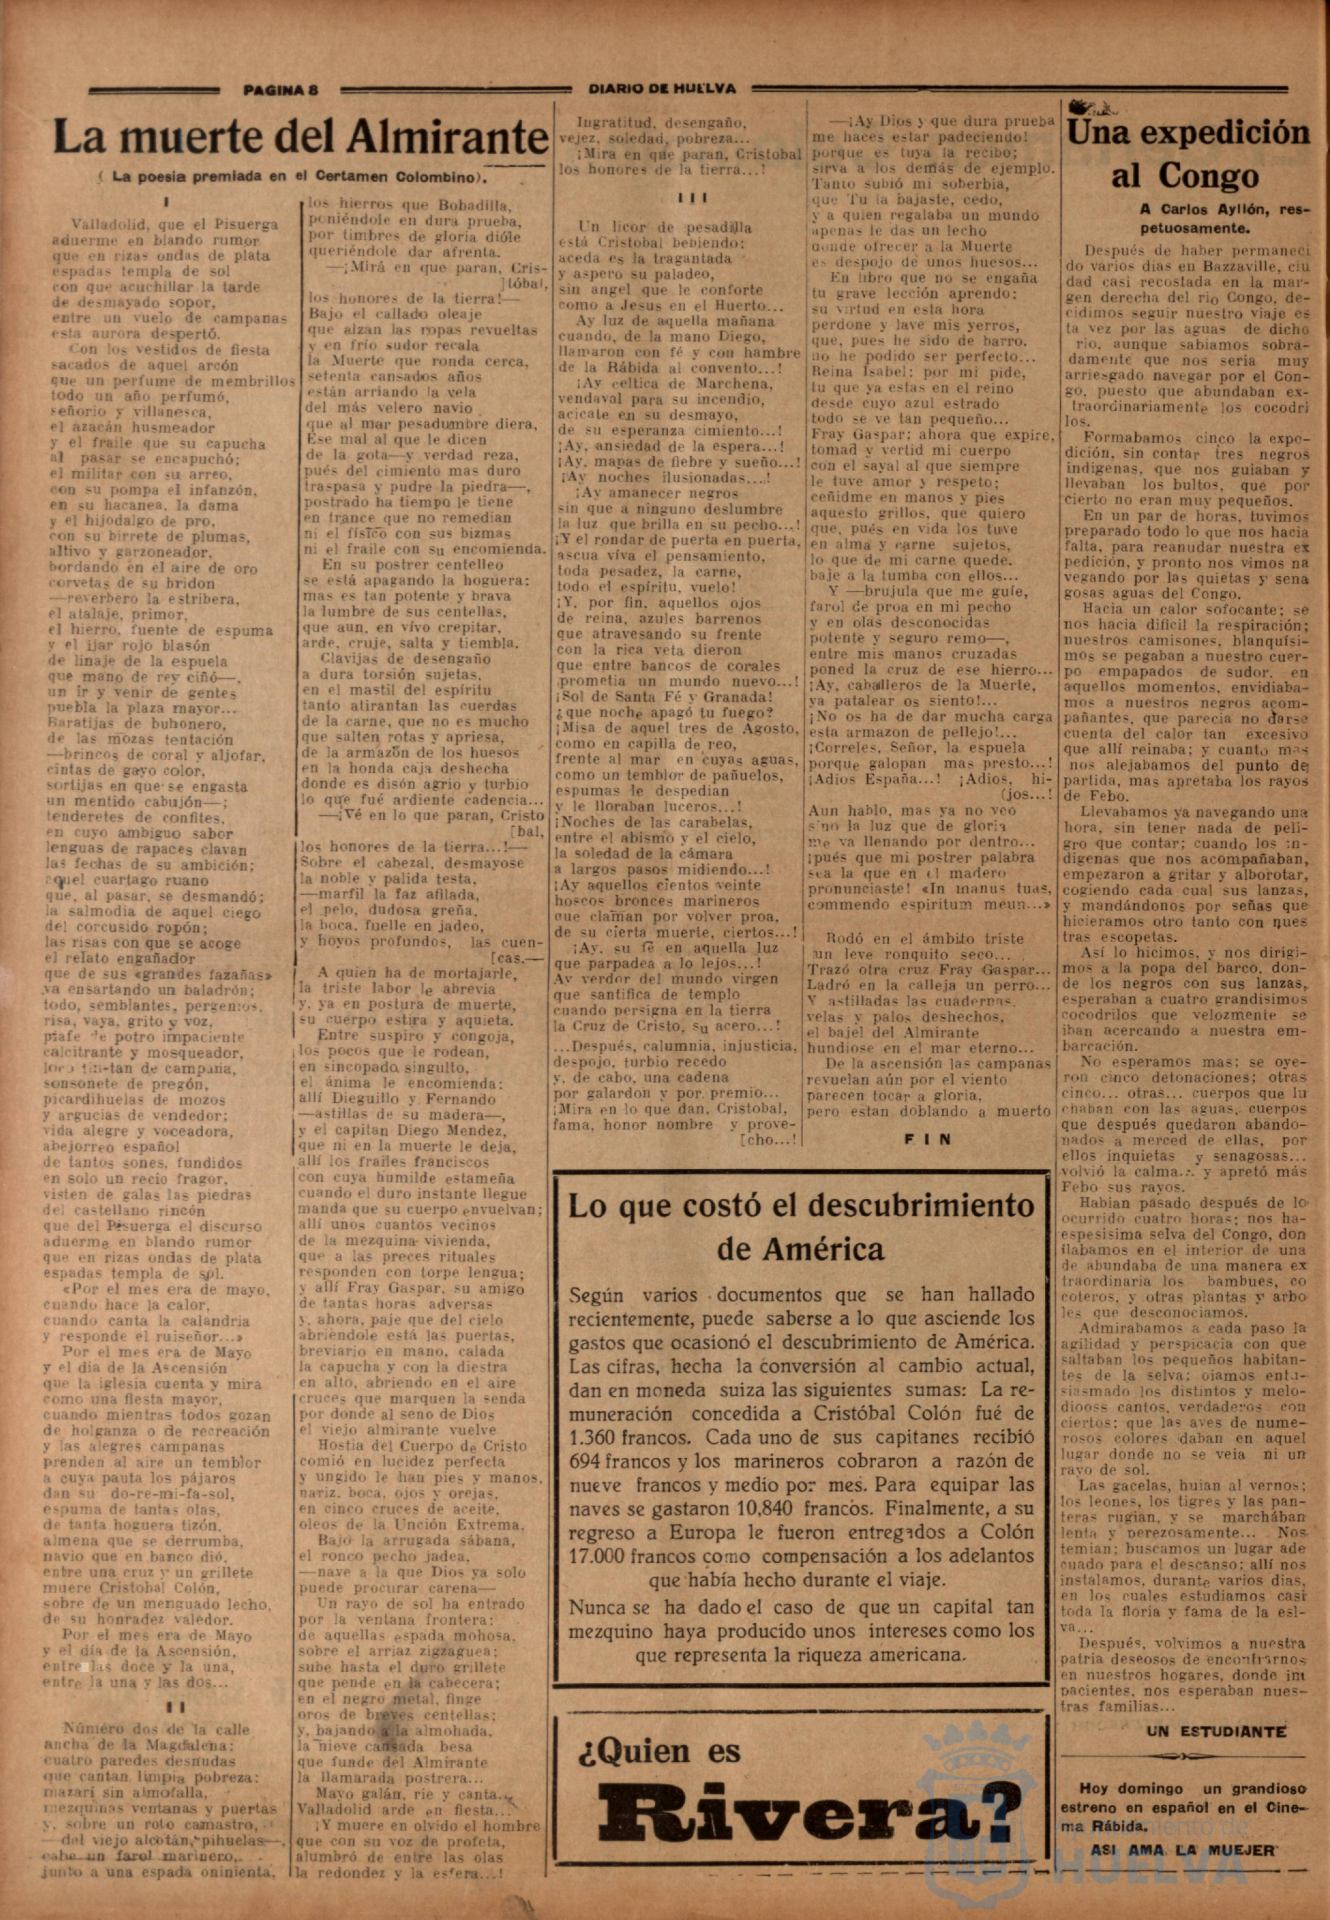 PAGINA 8
DIARIO DE HUELVA
La muerte del Almirante
( La poesia premiada en el Certamen Colombino).
I
Valladolid, que el Pisuerga
aduerme en blando rumor
que en rizas ondas de plata
espadas templa de sol
con que acuchillar la tarde
de desmayado sopor,
entre un vuelo de campanas
esta aurora despertó.
Con los vestidos de fiesta
sacados de aquel arcón
que un perfume de membrillos
todo un año perfumó,
señorio y villanesca,
el azacán husmeador
y el fraile que su capucha
al pasar se encapuchó;
el militar con su arreo,
con su pompa el infanzón,
en su hacanea, la dama
y el hijodalgo de pro,
con su birrete de plumas,
altivo y garzoneador,
bordando en el aire de oro
corvetas de su bridon
—reverbero la estribera,
el atalaje, primor,
el hierro, fuente de espuma
y el ijar rojo blasón
de linaje de la espuela
que mano de rey ciñó—,
un ir y venir de gentes
puebla la plaza mayor...
Baratijas de buhonero,
de las mozas tentación
—brincos de coral y aljofar,
cintas de gayo color,
sortijas en que se engasta
un mentido cabujón—;
tenderetes de confites,
en cuyo ambiguo sabor
lenguas de rapaces clavan
las fechas de su ambición;
aquel cuartago ruano
que, al pasar, se desmandó;
la salmodia de aquel ciego
del corcusido ropón;
las risas con que se acoge
el relato engañador
que de sus «grandes fazañas»
va ensartando un baladrón;
todo, semblantes, pergenios,
risa, vaya, grito y voz,
piafe de potro impaciente
calcitrante y mosqueador,
loco tin-tan de campana,
sonsonete de pregón,
picardihuelas de mozos
y argucias de vendedor;
vida alegre y voceadora,
abejorreo español
de tantos sones, fundidos
en solo un recio fragor,
visten de galas las piedras
del castellano rincón
que del Pisuerga el discurso
aduerme en blando rumor
que en rizas ondas de plata
espadas templa de sol.
«Por el mes era de mayo,
cuando hace la calor,
cuando canta la calandria
y responde el ruiseñor...»
Por el mes era de Mayo
y el dia de la Ascensión
que la iglesia cuenta y mira
como una fiesta mayor,
cuando mientras todos gozan
de holganza o de recreación
y las alegres campanas
prenden al aire un temblor
a cuya pauta los pájaros
dan su do-re-mi-fa-sol,
espuma de tantas olas,
de tanta hoguera tizón,
almena que se derrumba,
navio que en banco dió,
entre una cruz y un grillete
muere Cristobal Colón,
sobre de un menguado lecho,
de su honradez valedor.
Por el mes era de Mayo
y el día de la Ascensión,
entre las doce y la una,
entre la una y las dos...
II
Número dos de la calle
ancha de la Magdalena;
cuatro paredes desnudas
que cantan limpia pobreza;
mazarí sin almofalla,
mezquinas ventanas y puertas
y, sobre un roto camastro,
—del viejo alcotán, pihuelas—,
cabe un farol marinero,
junto a una espada oninienta,
los hierros que Bobadilla,
poniéndole en dura prueba,
por timbres de gloria dióle
queriéndole dar afrenta.
—¡Mirá en que paran, Cris-
]tóbal,
los honores de la tierra!—
Bajo el callado oleaje
que alzan las ropas revueltas
y en frío sudor recala
la Muerte que ronda cerca,
setenta cansados años
están arriando la vela
del más velero navio
que al mar pesadumbre diera,
Ese mal al que le dicen
de la gota—y verdad reza,
pués del cimiento mas duro
traspasa y pudre la piedra—,
postrado ha tiempo le tiene
en trance que no remedian
ni el físico con sus bizmas
ni el fraile con su encomienda.
En su postrer centelleo
se está apagando la hoguera;
mas es tan potente y brava
la lumbre de sus centellas,
que aun, en vivo crepitar,
arde, cruje, salta y tiembla.
Clavijas de desengaño
a dura torsión sujetas,
en el mastil del espíritu
tanto atirantan las cuerdas
de la carne, que no es mucho
que salten rotas y apriesa,
de la armazón de los huesos
en la honda caja deshecha
donde es disón agrio y turbio
lo que fué ardiente cadencia...
—¡Vé en lo que paran, Cristo
[bal,
los honores de la tierra...!—
Sobre el cabezal, desmayose
la noble y palida testa,
—marfil la faz afilada,
el pelo, dudosa greña,
la boca, fuelle en jadeo,
y hoyos profundos, las cuen-
[cas.—
A quien ha de mortajarle,
la triste labor le abrevia
y, ya en postura de muerte,
su cuerpo estira y aquieta.
Entre suspiro y congoja,
los pocos que le rodean,
en sincopada singulto,
el ánima le encomienda:
allí Dieguillo y Fernando
—astillas de su madera—,
y el capitan Diego Mendez,
que ni en la muerte le deja,
allí los frailes franciscos
con cuya humilde estameña
cuando el duro instante llegue
manda que su cuerpo envuelvan;
allí unos cuantos vecinos
de la mezquina vivienda,
que a las preces rituales
responden con torpe lengua;
y allí Fray Gaspar, su amigo
de tantas horas adversas
y, ahora, paje que del cielo
abriéndole está las puertas,
breviario en mano, calada
la capucha y con la diestra
en alto, abriendo en el aire
cruces que marquen la senda
por donde al seno de Dios
el viejo almirante vuelve
Hostia del Cuerpo de Cristo
comió en lucidez perfecta
y ungido le han pies y manos,
nariz, boca, ojos y orejas,
en cinco cruces de aceite,
oleos de la Unción Extrema,
Bajo la arrugada sábana,
el ronco pecho jadea,
—nave a la que Dios ya solo
puede procurar carena—
Un rayo de sol ha entrado
por la ventana frontera:
de aquellas espada mohosa,
sobre el arriaz zigzaguea;
sube hasta el duro grillete
que pende en la cabecera;
en el negro metal, finge
oros de breves centellas;
y, bajando a la almohada,
la nieve cansada besa
que funde del Almirante
la llamarada postrera...
Mayo galán, rie y canta...
Valladolid arde en fiesta...
¡Y muere en olvido el hombre
que con su voz de profeta,
alumbró de entre las olas
la redondez y la esfera...!
Ingratitud, desengaño,
vejez, soledad, pobreza...
¡Mira en que paran, Cristobal
los honores de la tierra...!
III
Un licor de pesadilla
está Cristobal bebiendo;
aceda es la tragantada
y aspero su paladeo,
sin angel que le conforte
como a Jesus en el Huerto...
Ay luz de aquella mañana
cuando, de la mano Diego,
llamaron con fé y con hambre
de la Rábida al convento...!
¡Ay celtica de Marchena,
vendaval para su incendio,
acicate en su desmayo,
de su esperanza cimiento...!
¡Ay, ansiedad de la espera...!
¡Ay, mapas de fiebre y sueño...!
¡Ay noches ilusionadas...!
¡Ay amanecer negros
sin que a ninguno deslumbre
la luz que brilla en su pecho...!
¡Y el rondar de puerta en puerta,
ascua víva el pensamiento,
toda pesadez, la carne,
todo el espíritu, vuelo!
¡Y, por fin, aquellos ojos
de reina, azules barrenos
que atravesando su frente
con la rica veta dieron
que entre bancos de corales
prometia un mundo nuevo...!
¡Sol de Santa Fé y Granada!
¿que noche apagó tu fuego?
¡Misa de aquel tres de Agosto,
como en capilla de reo,
frente al mar en cuyas aguas,
como un temblor de pañuelos,
espumas le despedian
y le lloraban luceros...!
¡Noches de las carabelas,
entre el abismo y el cielo,
la soledad de la cámara
a largos pasos midiendo...!
¡Ay aquellos cientos veinte
hoscos bronces marineros
que claman por volver proa,
de su cierta muerte, ciertos...!
¡Ay, su fe en aquella luz
que parpadea a lo lejos...!
Ay verdor del mundo virgen
que santifica de templo
cuando persigna en la tierra
la Cruz de Cristo, su acero...!
...Después, calumnia, injusticia,
despojo, turbio recedo
y, de cabo, una cadena
por galardon y por premio...
¡Mira en lo que dan, Cristobal,
fama, honor nombre y prove-
[cho...!
—¡Ay Dios y que dura prueba
me haces estar padeciendo!
porque es tuya la recibo;
sirva a los demás de ejemplo.
Tanto subió mi soberbia,
que Tu la bajaste, cedo,
y a quien regalaba un mundo
apenas le das un lecho
donde ofrecer a la Muerte
es despojo de unos huesos...
En libro que no se engaña
tu grave lección aprendo;
su virtud en esta hora
perdone y lave mis yerros,
que, pues he sido de barro,
no he podido ser perfecto...
Reina Isabel; por mi pide,
tu que ya estas en el reino
desde cuyo azul estrado
todo se ve tan pequeño...
Fray Gaspar; ahora que expire,
tomad y vertid mi cuerpo
con el sayal al que siempre
le tuve amor y respeto;
ceñidme en manos y pies
aquesto grillos, que quiero
que, pués en vida los tuve
en alma y carne sujetos,
lo que de mi carne quede.
baje a la tumba con ellos...
Y —brujula que me guíe,
farol de proa en mi pecho
y en olas desconocidas
potente y seguro remo—,
entre mis manos cruzadas
poned la cruz de ese hierro...
¡Ay, caballeros de la Muerte,
ya patalear os siento!...
¡No os ha de dar mucha carga
esta armazon de pellejo!...
¡Correles, Señor, la espuela
porque galopan mas presto...!
¡Adios España...! ¡Adios, hi-
(jos...!
Aun hablo, mas ya no veo
sino la luz que de gloria
me va llenando por dentro...
¡pués que mi postrer palabra
sea la que en el madero
pronunciaste! «In manus tuas,
commendo espiritum meun...»
Rodó en el ámbito triste
un leve ronquito seco...
Trazó otra cruz Fray Gaspar...
Ladró en la calleja un perro...
Y astilladas las cuadernas,
velas y palos deshechos,
el bajel del Almirante
hundiose en el mar eterno...
De la ascensión las campanas
revuelan aún por el viento
parecen tocar a gloria,
pero estan doblando a muerto
FIN
Lo que costó el descubrimiento
de América
Según varios documentos que se han hallado
recientemente, puede saberse a lo que asciende los
gastos que ocasionó el descubrimiento de América.
Las cifras, hecha la conversión al cambio actual,
dan en moneda suiza las siguientes sumas: La re-
muneración concedida a Cristóbal Colón fué de
1.360 francos. Cada uno de sus capitanes recibió
694 francos y los marineros cobraron a razón de
nueve francos y medio por mes. Para equipar las
naves se gastaron 10,840 francos. Finalmente, a su
regreso a Europa le fueron entregados a Colón
17.000 francos como compensación a los adelantos
que había hecho durante el viaje.
Nunca se ha dado el caso de que un capital tan
mezquino haya producido unos intereses como los
que representa la riqueza americana.
¿Quien es
Rivera?
Una expedición
al Congo
A Carlos Ayllón, res-
petuosamente.
Después de haber permaneci
do varios dias en Bazzaville, ciu
dad casi recostada en la mar-
gen derecha del rio Congo, de-
cidimos seguir nuestro viaje es
ta vez por las aguas de dicho
rio, aunque sabiamos sobra-
damente que nos seria muy
arriesgado navegar por el Con-
go, puesto que abundaban ex-
traordinariamente los cocodri
los.
Formabamos cinco la expe-
dición, sin contar tres negros
indigenas, que nos guiaban y
llevaban los bultos, que por
cierto no eran muy pequeños.
En un par de horas, tuvimos
preparado todo lo que nos hacia
falta, para reanudar nuestra ex
pedición, y pronto nos vimos na
vegando por las quietas y sena
gosas aguas del Congo.
Hacia un calor sofocante; se
nos hacia dificil la respiración;
nuestros camisones, blanquísi-
mos se pegaban a nuestro cuer-
po empapados de sudor, en
aquellos momentos, envidiaba-
mos a nuestros negros acom-
pañantes, que parecia no darse
cuenta del calor tan excesivo
que allí reinaba; y cuanto mas
nos alejabamos del punto de
partida, mas apretaba los rayos
de Febo.
Llevabamos ya navegando una
hora, sin tener nada de peli-
gro que contar; cuando los in-
digenas que nos acompañaban,
empezaron a gritar y alborotar,
cogiendo cada cual sus lanzas,
y mandándonos por señas que
hicieramos otro tanto con nues
tras escopetas.
Así lo hicimos, y nos dirigi-
mos a la popa del barco, don-
de los negros con sus lanzas,
esperaban a cuatro grandisimos
cocodrilos que velozmente se
iban acercando a nuestra em-
barcación.
No esperamos mas; se oye-
ron cinco detonaciones; otras
cinco... otras... cuerpos que lu
chaban con las aguas, cuerpos
que después quedaron abando-
nados a merced de ellas, por
ellos inquietas y senagosas...
volvió la calma... y apretó más
Febo sus rayos.
Habian pasado después de lo
ocurrido cuatro horas; nos ha-
espesisima selva del Congo, don
llabamos en el interior de una
de abundaba de una manera ex
traordinaria los bambues, co
coteros, y otras plantas y arbo
les que desconociamos.
Admirabamos a cada paso la
agilidad y perspicacia con que
saltaban los pequeños habitan-
tes de la selva; oiamos entu-
siasmado los distintos y melo-
diooss cantos, verdaderos con
ciertos; que las aves de nume-
rosos colores daban en aquel
lugar donde no se veia ni un
rayo de sol.
Las gacelas, huian al vernos;
los leones, los tigres y las pan-
teras rugian, y se marchában
lenta y perezosamente... Nos
temian; buscamos un lugar ade
cuado para el descanso; allí nos
instalamos, durante varios dias,
en los cuales estudiamos casi
toda la floria y fama de la esl-
va...
Después, volvimos a nuestra
patria deseosos de encontrarnos
en nuestros hogares, donde im
pacientes, nos esperaban nues-
tras familias...
UN ESTUDIANTE
Hoy domingo un grandioso
estreno en español en el Cine-
ma Rábida.
ASI AMA LA MUEJER
HUELVA